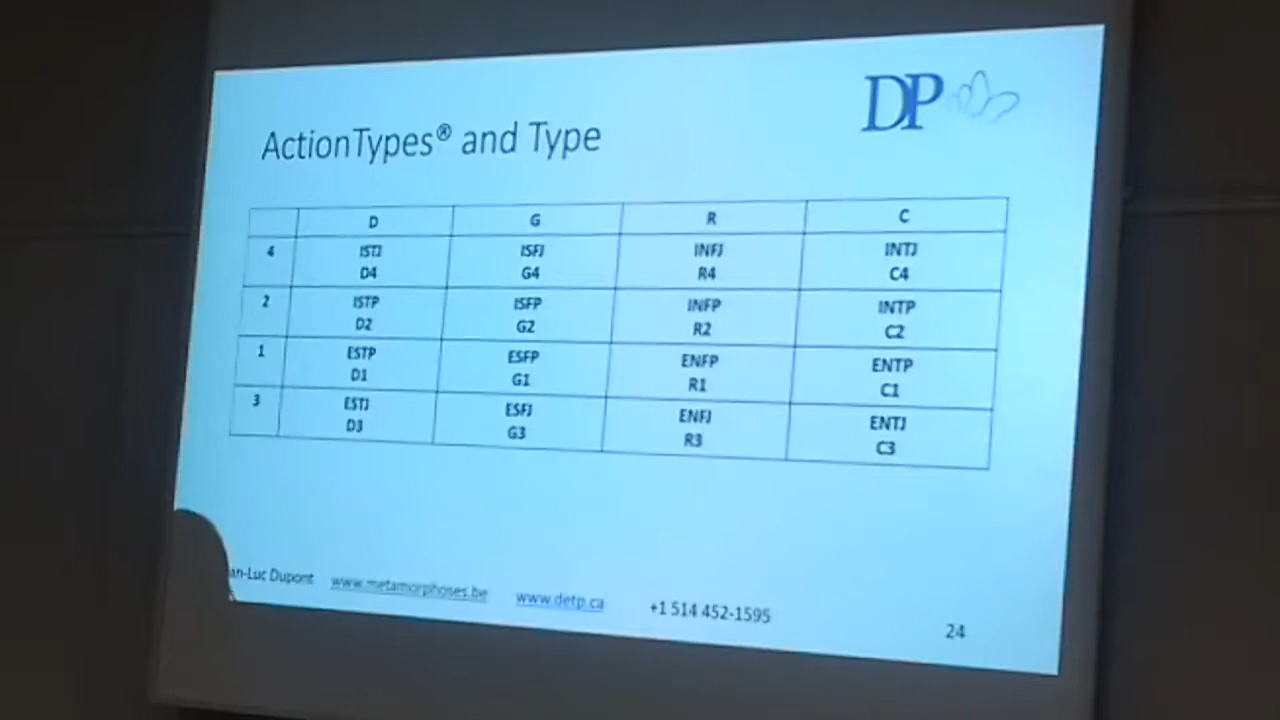 DP
ActionTypes® and Type
D G R C
4 ISTJ ISFJ INFJ INTJ
D4 G4 R4 C4
2 ISTP ISFP INFP INTP
D2 G2 R2 C2
1 ESTP ESFP ENFP ENTP
D1 G1 R1 C1
3 ESTJ ESFJ ENFJ ENTJ
D3 G3 R3 C3
an-Luc Dupont www.metamorphoses.be www.detp.ca +1 514 452-1595
24